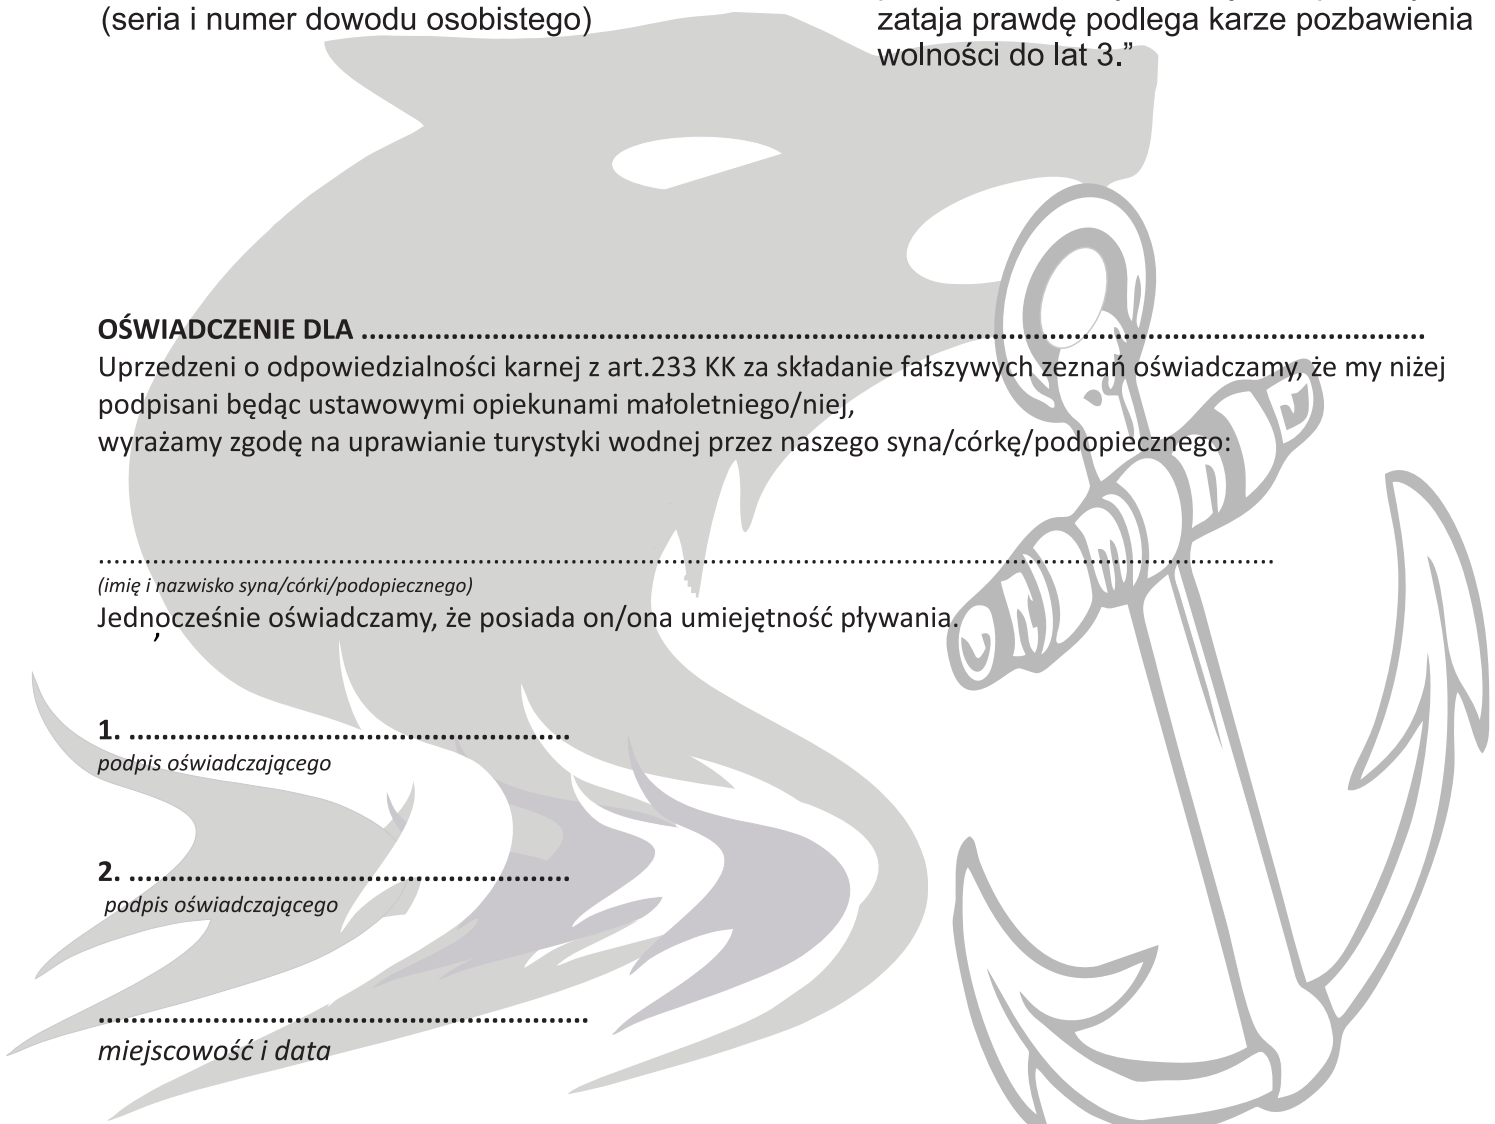 (seria i numer dowodu osobistego)
zataja prawdę podlega karze pozbawienia
wolności do lat 3.”
OŚWIADCZENIE DLA ................................................................................................................................
Uprzedzeni o odpowiedzialności karnej z art.233 KK za składanie fałszywych zeznań oświadczamy, że my niżej
podpisani będąc ustawowymi opiekunami małoletniego/niej,
wyrażamy zgodę na uprawianie turystyki wodnej przez naszego syna/córkę/podopiecznego:
..........................................................................................................................................................
(imię i nazwisko syna/córki/podopiecznego)
Jednocześnie oświadczamy, że posiada on/ona umiejętność pływania.
,
1. ......................................................
podpis oświadczającego
2. ......................................................
podpis oświadczającego
............................................................
miejscowość i data